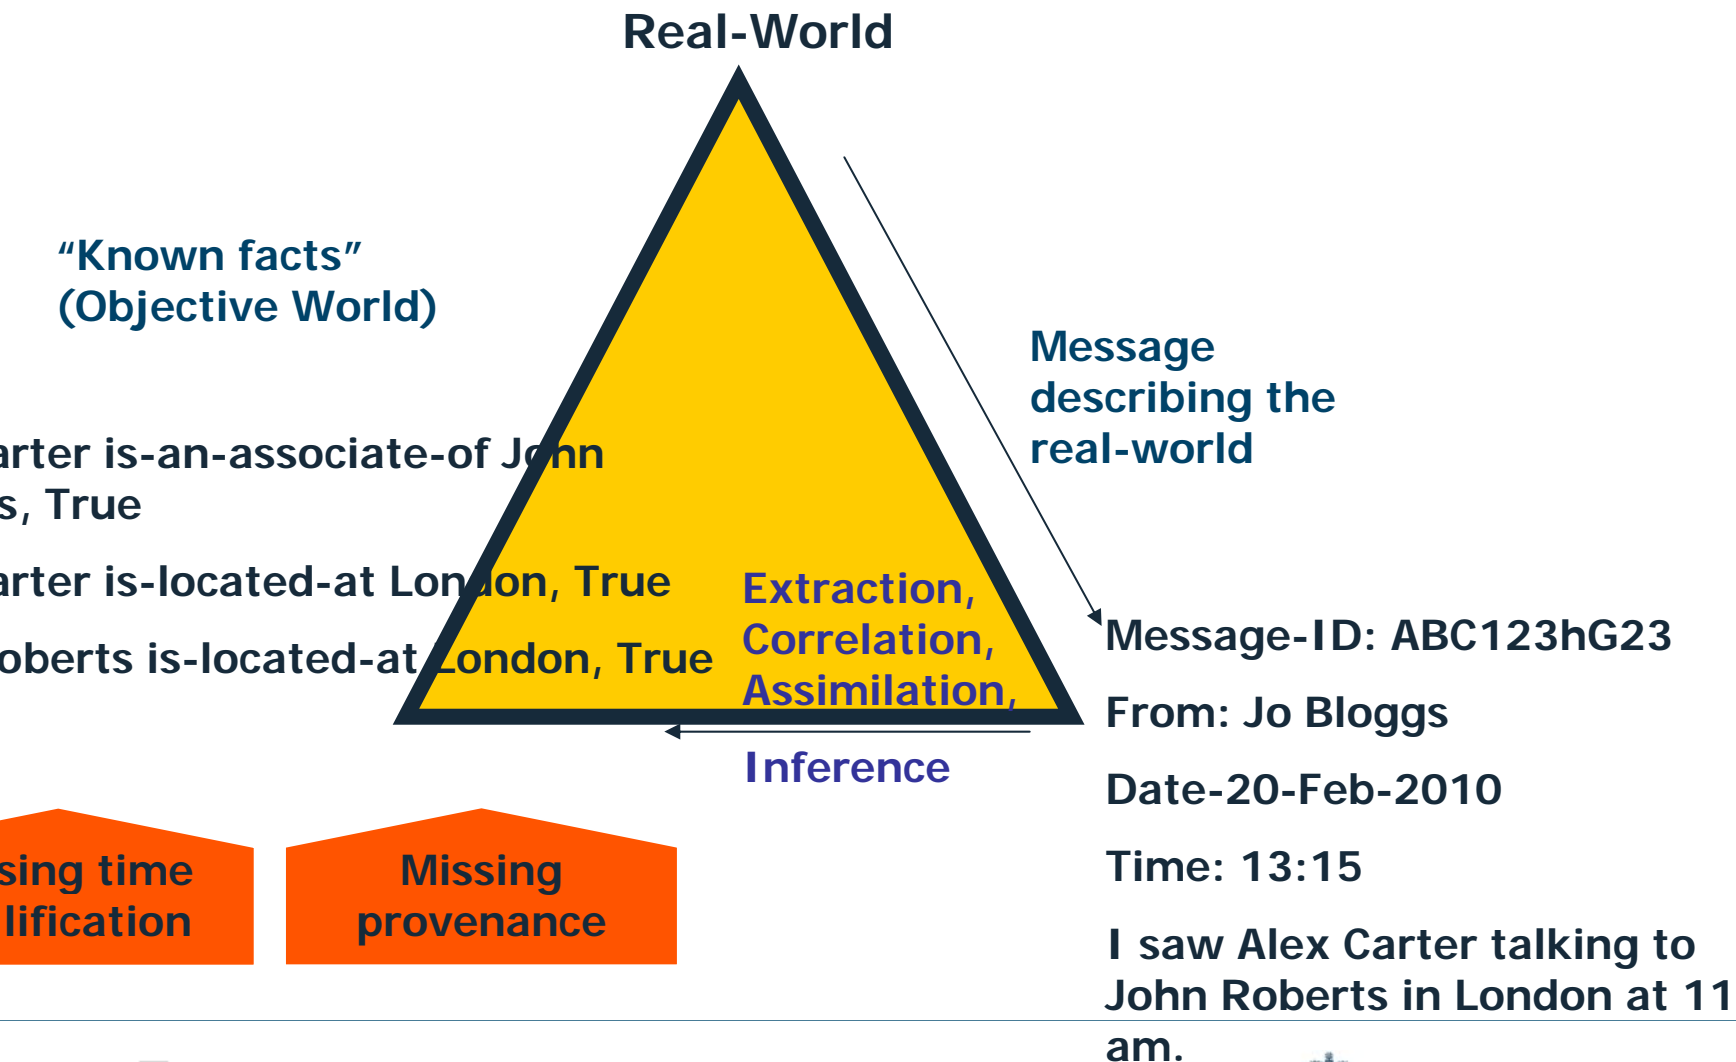 Real-World
“Known facts”
(Objective World)
Message
describing the
real-world
arter is-an-associate-of John
s, True
arter is-located-at London, True
oberts is-located-at London, True
Extraction,
Correlation,
Assimilation,
Inference
Message-ID: ABC123hG23
From: Jo Bloggs
Date-20-Feb-2010
Time: 13:15
I saw Alex Carter talking to
John Roberts in London at 11
am.
sing time
lification
Missing
provenance